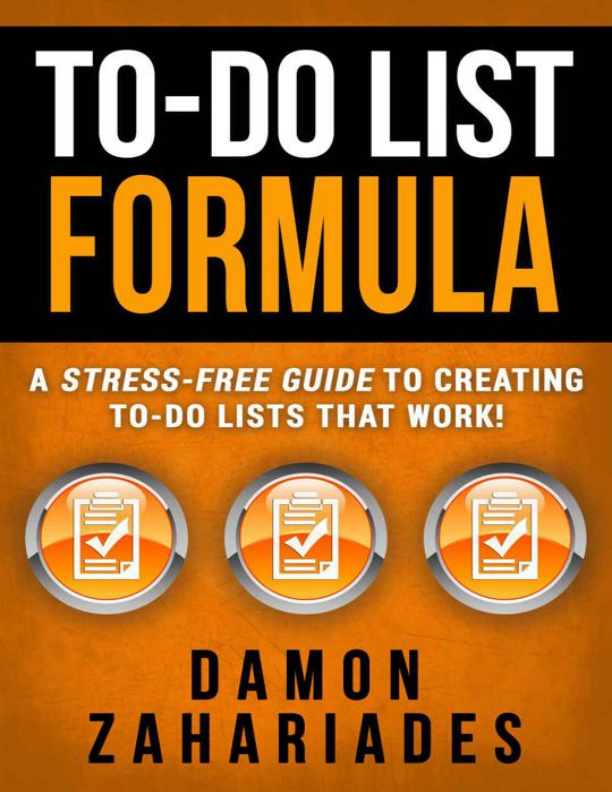 TO-DO LIST
FORMULA
A STRESS-FREE GUIDE TO CREATING
TO-DO LISTS THAT WORK!
DAMON
ZAHARIADES